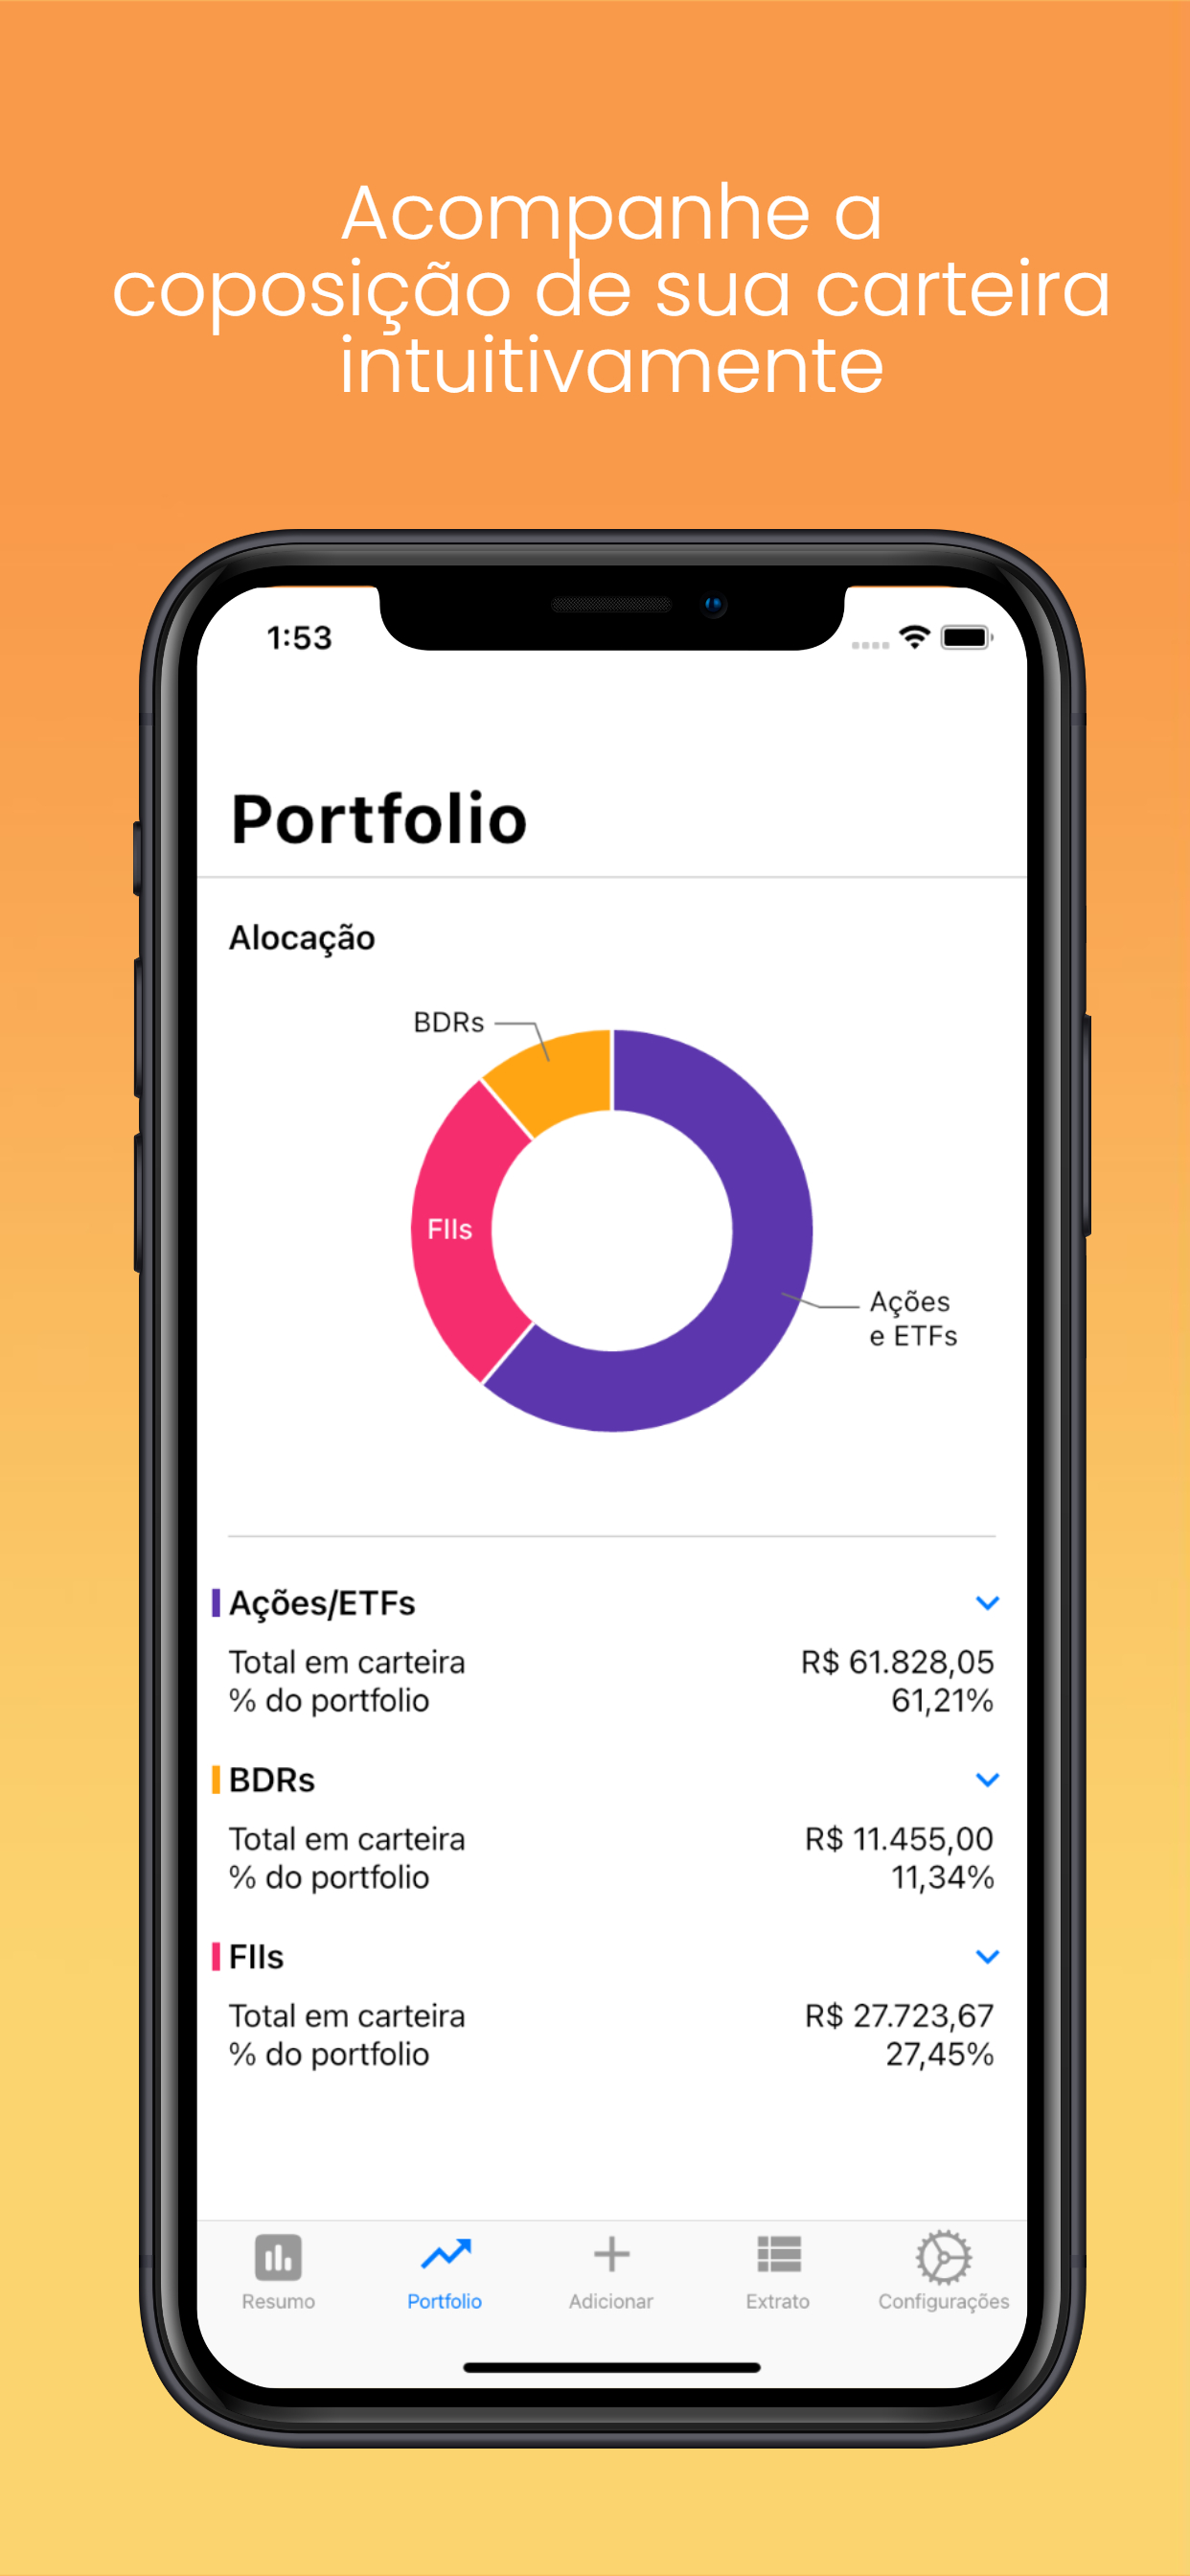 Acompanhe a
coposição de sua carteira
intuitivamente
1:53
Portfolio
Alocação
BDRs
FIIs
Ações
e ETFs
Ações/ETFs
Total em carteira R$ 61.828,05
% do portfolio 61,21%
BDRs
Total em carteira R$ 11.455,00
% do portfolio 11,34%
FIIs
Total em carteira R$ 27.723,67
% do portfolio 27,45%
Resumo Portfolio Adicionar Extrato Configurações